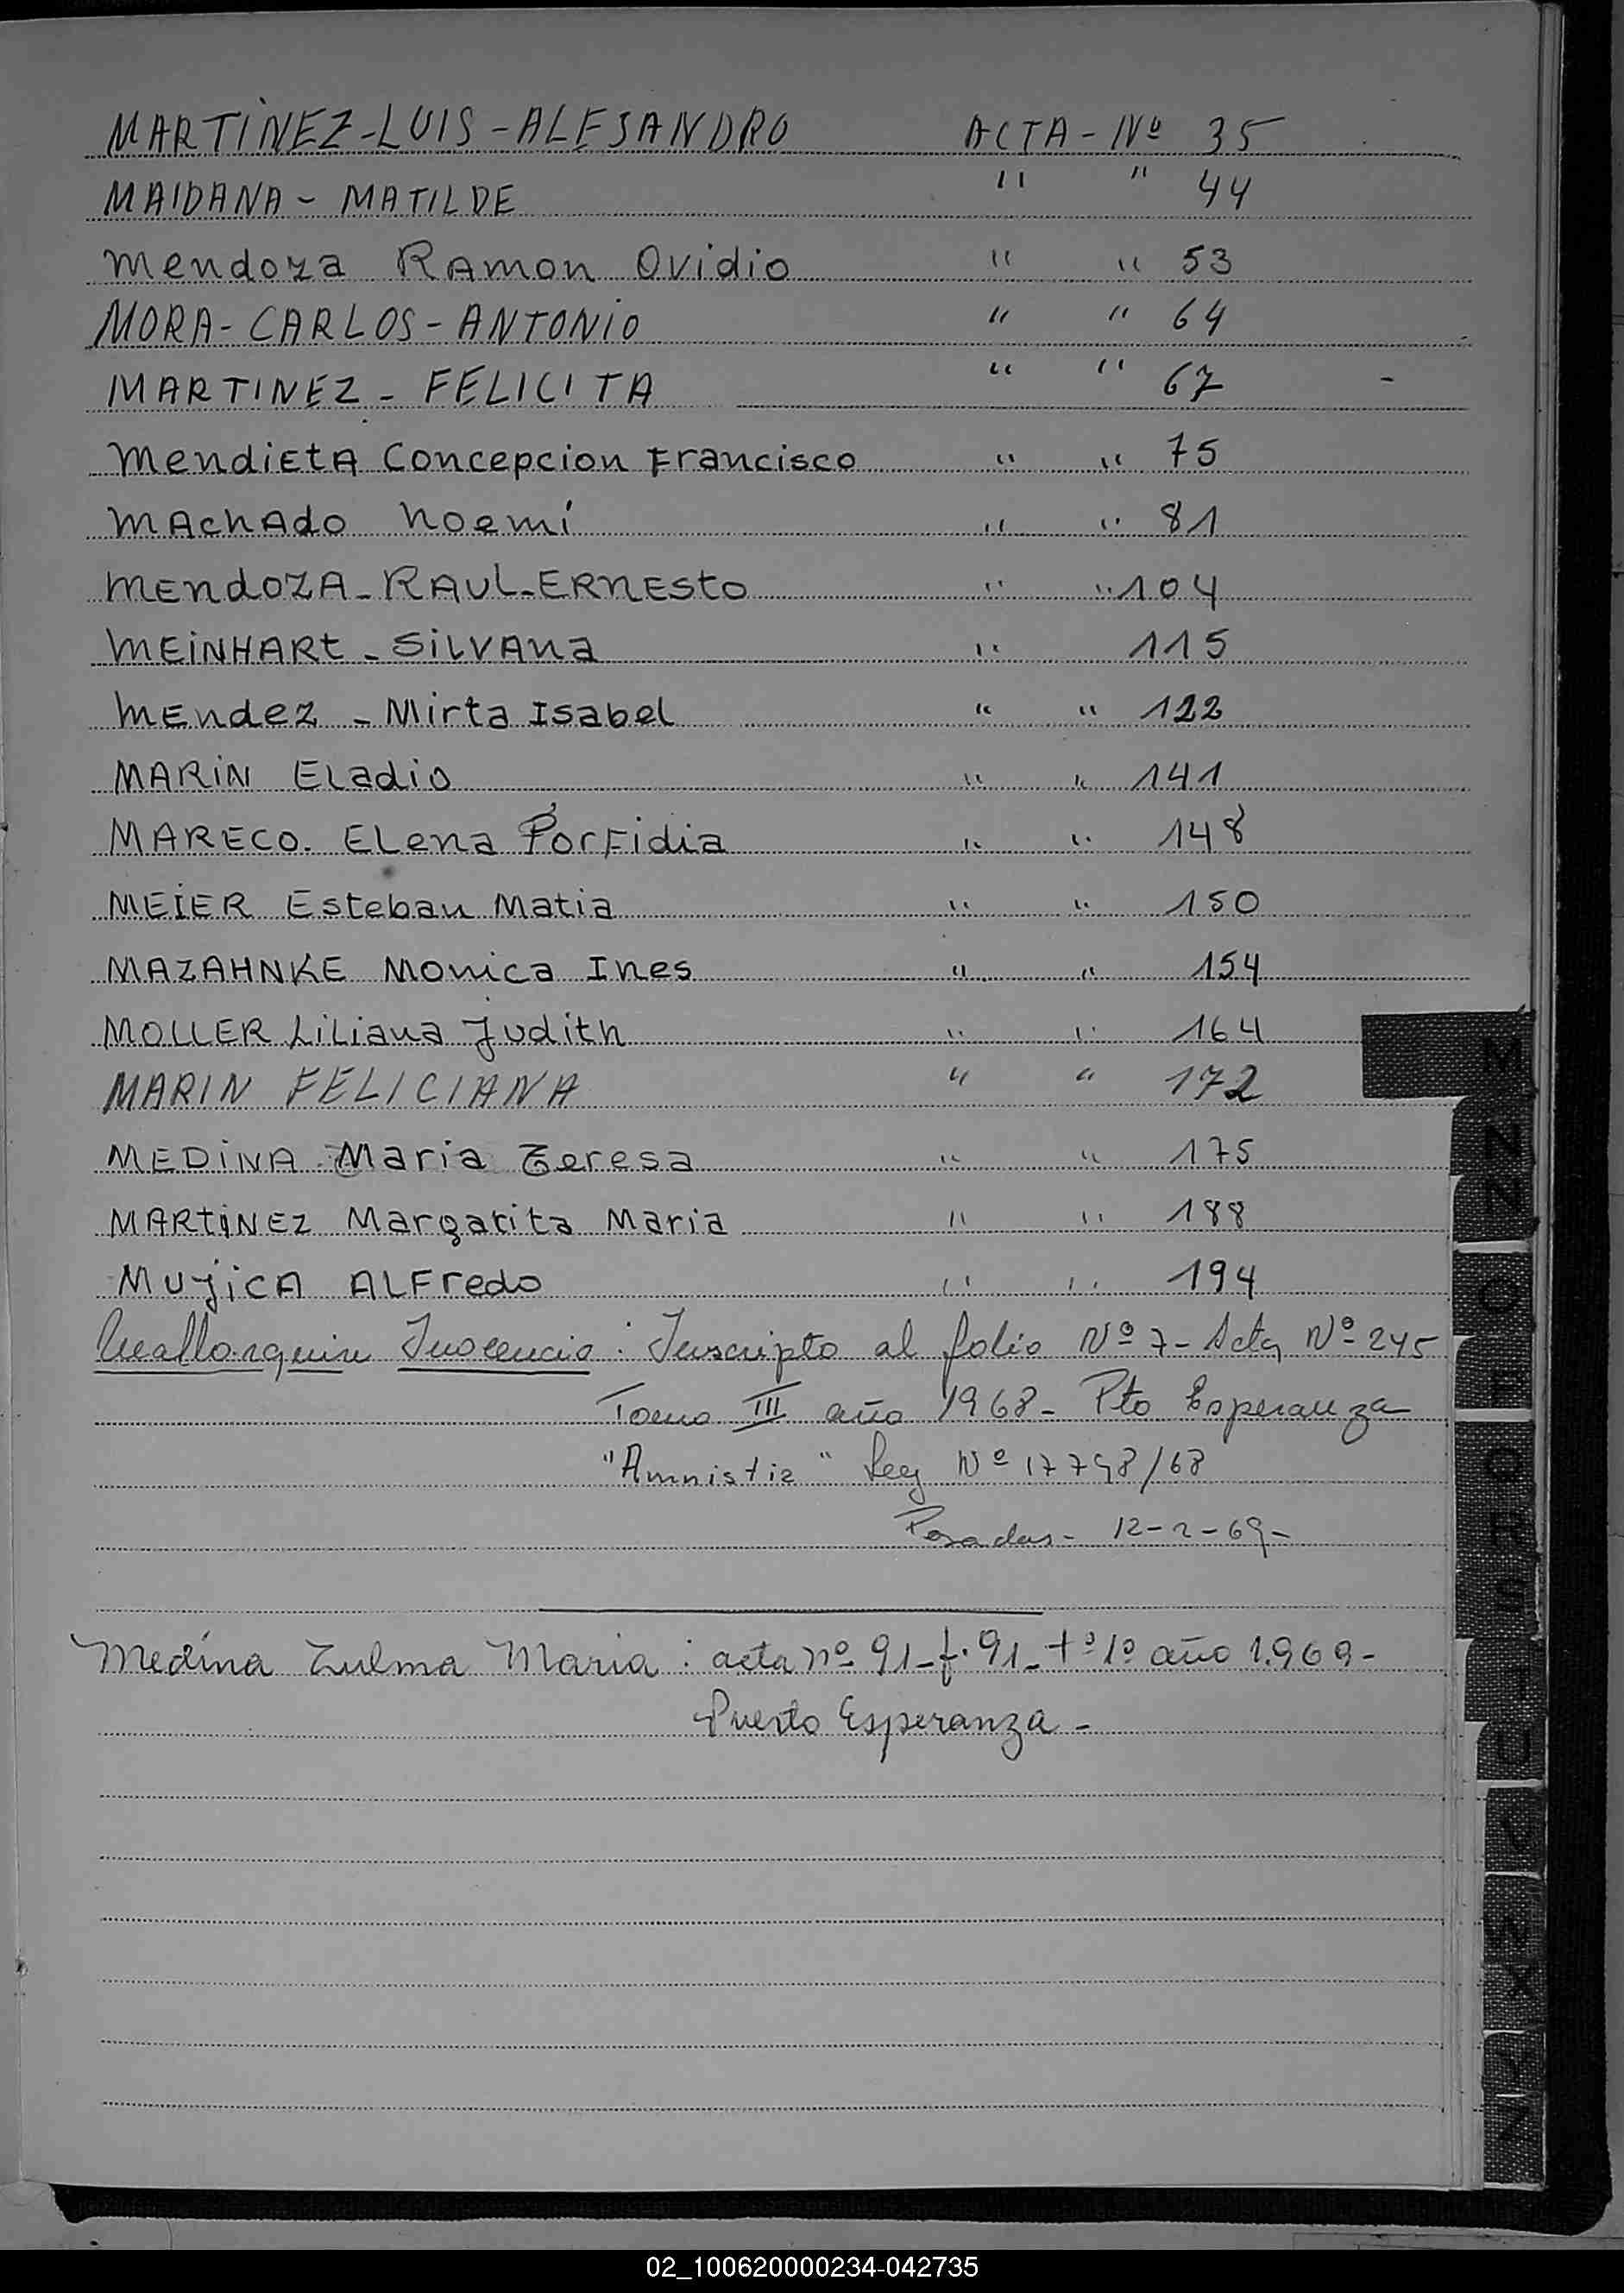 MARTINEZ-LUIS-ALEJANDRO ACTA-Nº 35
MAIDANA - MATILDE " " 44
Mendoza Ramon Ovidio " " 53
MORA-CARLOS-ANTONIO " " 64
MARTINEZ - FELICITA " " 67 -
Mendieta Concepcion Francisco " " 75
Machado Noemí " " 81
Mendoza-Raul-Ernesto " " 104
MEINHART - Silvana " 115
Mendez - Mirta Isabel " " 122
MARIN Eladio " " 141
MARECO. Elena Porfidia " " 148
MEIER Esteban Matia " " 150
MAZAHNKE Monica Ines " " 154
MOLLER Liliana Judith " " 164
MARIN FELICIANA " " 172
MEDINA Maria Teresa " " 175
MARTINEZ Margarita Maria " " 188
MUJICA ALFredo " " 194
Mallorquin Inocencio : Inscripto al folio Nº 7- Acta Nº 245
Tomo III año 1968- Pto Esperanza
"Amnistia" Ley Nº 17798/68
Posadas- 12-2-69-
Medina Zulma Maria : acta nº 91-f. 91- tº 1º año 1.969-
Puerto Esperanza-
M
N
Ñ
O
P
Q
R
S
T
U
V
W
X
Y
Z
02_100620000234-042735